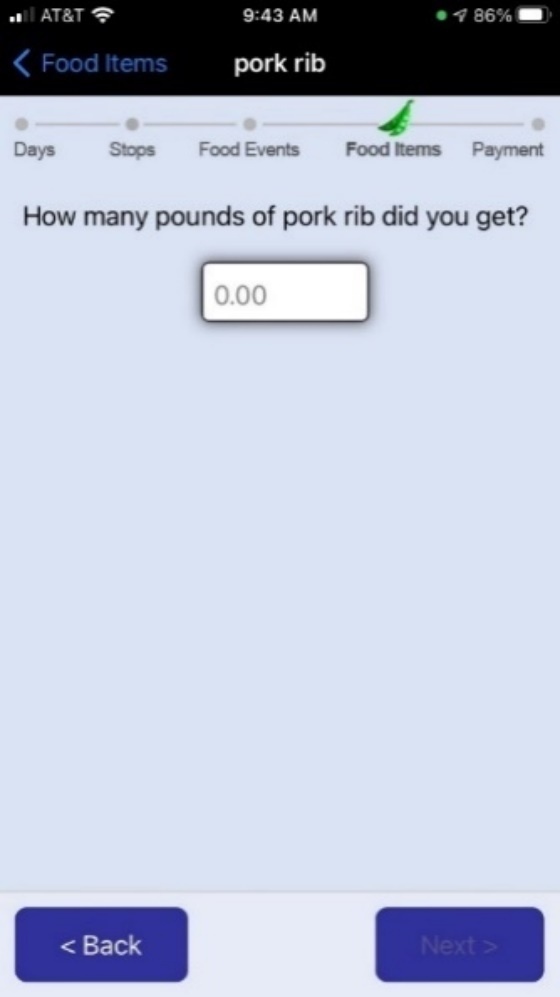 AT&T 9:43 AM 86%
Food Items pork rib
Days Stops Food Events Food Items Payment
How many pounds of pork rib did you get?
0.00
< Back Next >